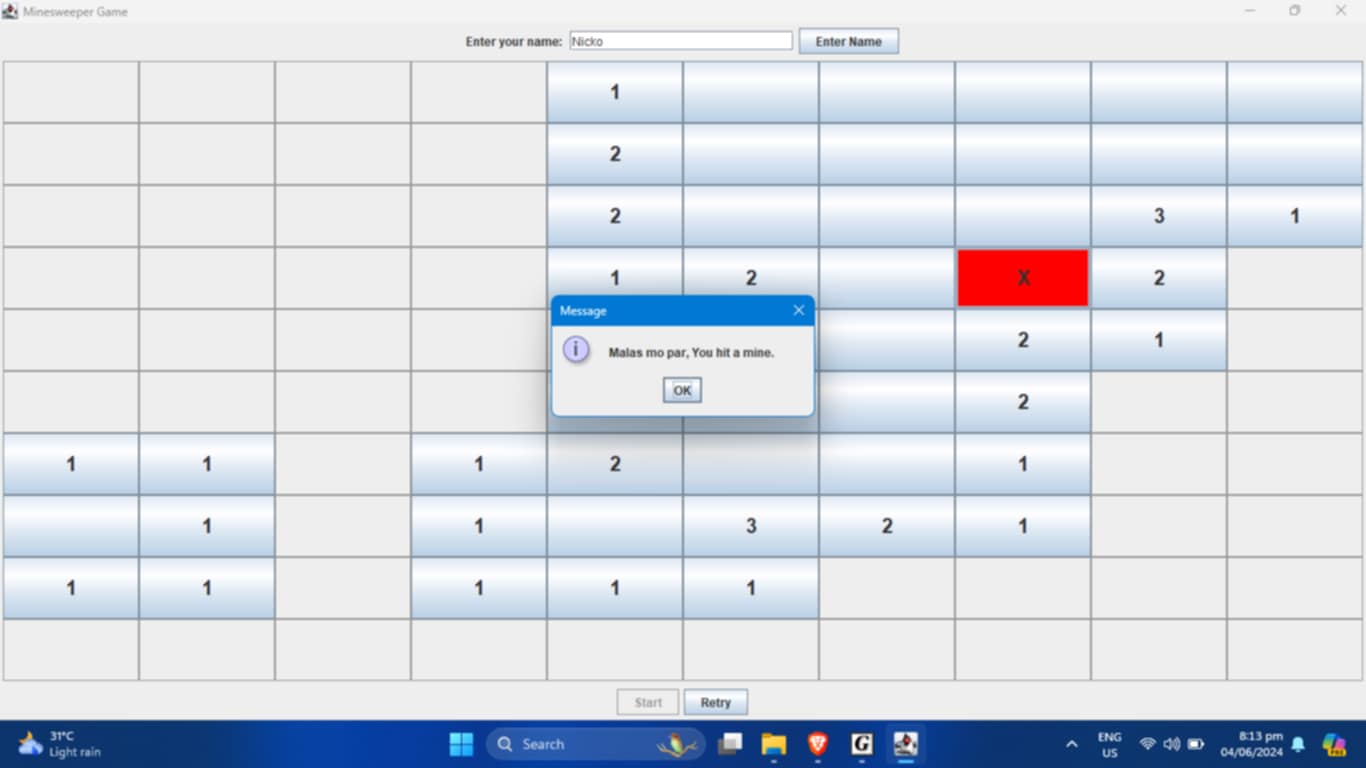 Minesweeper Game
Enter your name: Nicko Enter Name
1
2
2 3 1
1 2 X 2
Message
Malas mo par, You hit a mine.
2 1
OK
2
1 1 1 2 1
1 1 3 2 1
1 1 1 1 1
Start Retry
31°C
Light rain
Search
G
ENG
US
8:13 pm
04/06/2024
PRE